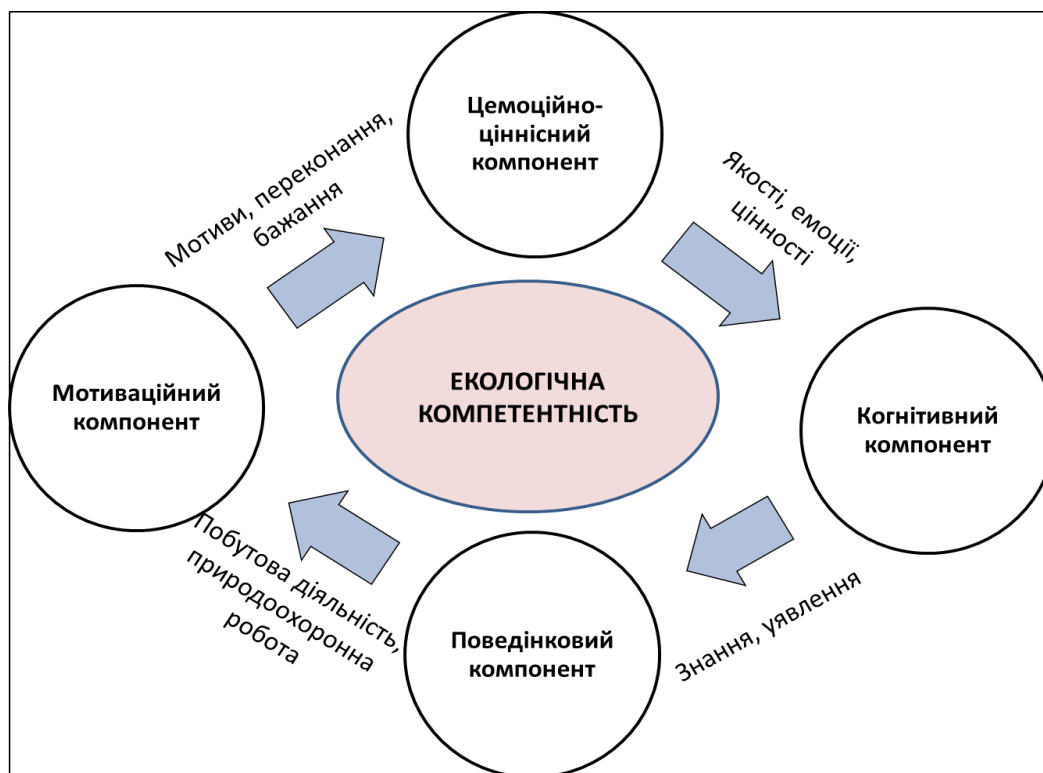 Цемоційно-
ціннісний
компонент
Мотиви, переконання,
бажання
Якості, емоції,
цінності
Мотиваційний
компонент
ЕКОЛОГІЧНА
КОМПЕТЕНТНІСТЬ
Когнітивний
компонент
Побутова діяльність,
природоохоронна
робота
Поведінковий
компонент
Знання, уявлення